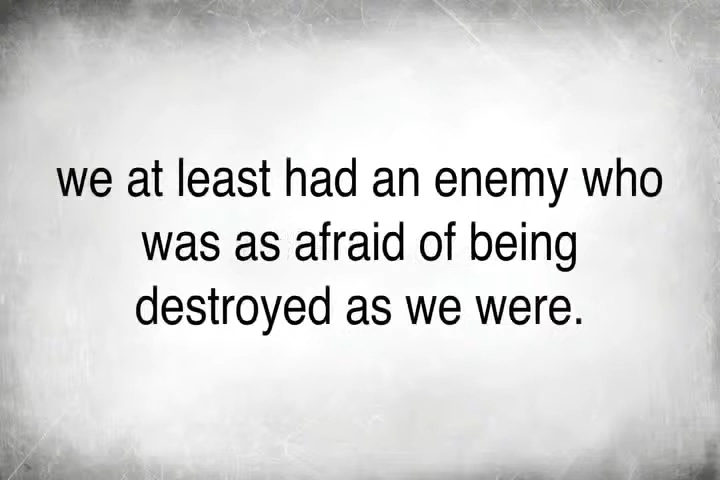 we at least had an enemy who
was as afraid of being
destroyed as we were.